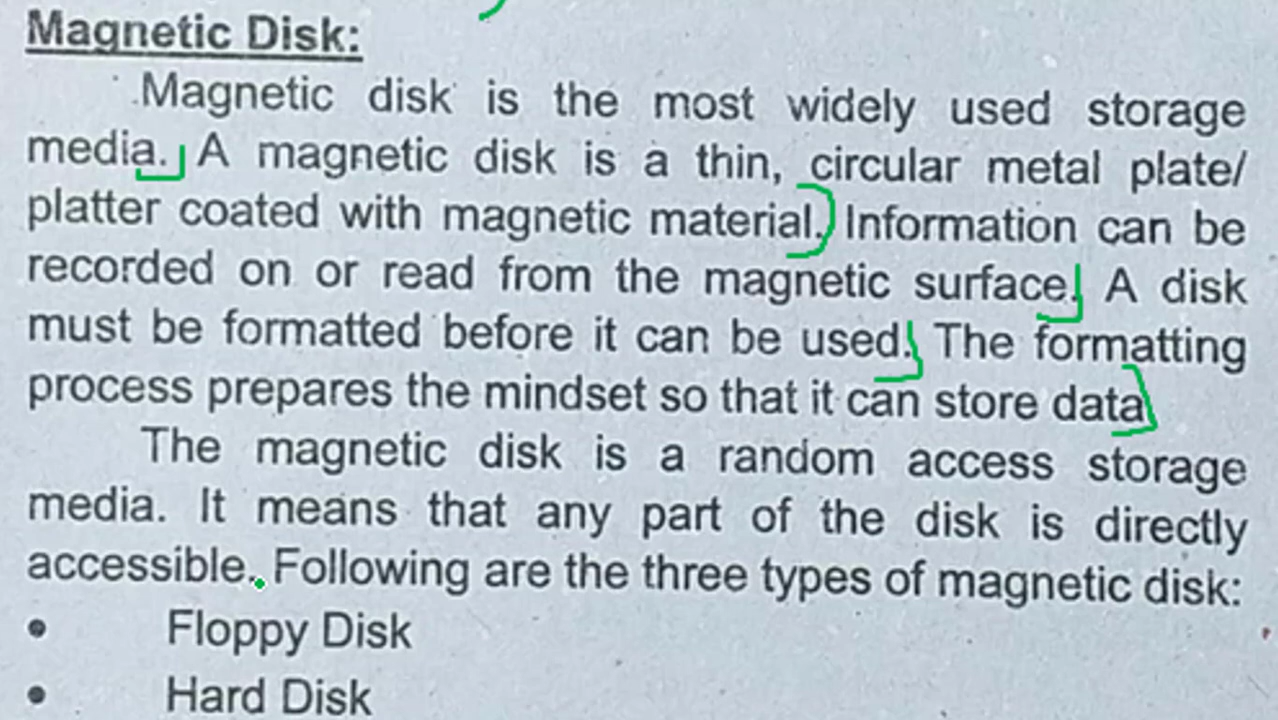 Magnetic Disk:
Magnetic disk is the most widely used storage
media. A magnetic disk is a thin, circular metal plate/
platter coated with magnetic material. Information can be
recorded on or read from the magnetic surface. A disk
must be formatted before it can be used. The formatting
process prepares the mindset so that it can store data
The magnetic disk is a random access storage
media. It means that any part of the disk is directly
accessible. Following are the three types of magnetic disk:
• Floppy Disk
• Hard Disk